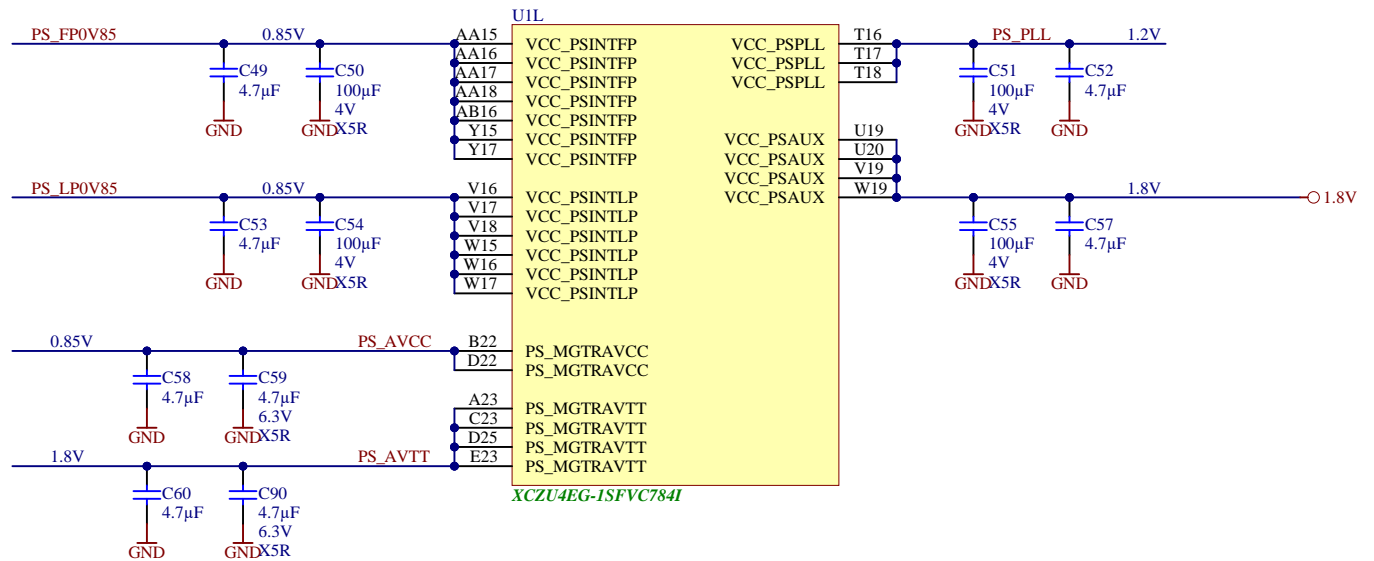 U1L
PS_FP0V85 0.85V AA15 VCC_PSINTFP VCC_PSPLL T16 PS_PLL 1.2V
AA16 VCC_PSINTFP VCC_PSPLL T17
AA17 VCC_PSINTFP VCC_PSPLL T18
AA18 VCC_PSINTFP
AB16 VCC_PSINTFP
Y15 VCC_PSINTFP
Y17 VCC_PSINTFP
C49
4.7µF
GND
C50
100µF
4V
X5R
GND
C51
100µF
4V
X5R
GND
C52
4.7µF
GND
VCC_PSAUX U19
VCC_PSAUX U20
VCC_PSAUX V19
VCC_PSAUX W19 1.8V 1.8V
PS_LP0V85 0.85V V16 VCC_PSINTLP
V17 VCC_PSINTLP
V18 VCC_PSINTLP
W15 VCC_PSINTLP
W16 VCC_PSINTLP
W17 VCC_PSINTLP
C53
4.7µF
GND
C54
100µF
4V
X5R
GND
C55
100µF
4V
X5R
GND
C57
4.7µF
GND
0.85V PS_AVCC B22 PS_MGTRAVCC
D22 PS_MGTRAVCC
C58
4.7µF
GND
C59
4.7µF
6.3V
X5R
GND
A23 PS_MGTRAVTT
C23 PS_MGTRAVTT
D25 PS_MGTRAVTT
1.8V PS_AVTT E23 PS_MGTRAVTT
C60
4.7µF
GND
C90
4.7µF
6.3V
X5R
GND
XCZU4EG-1SFVC784I